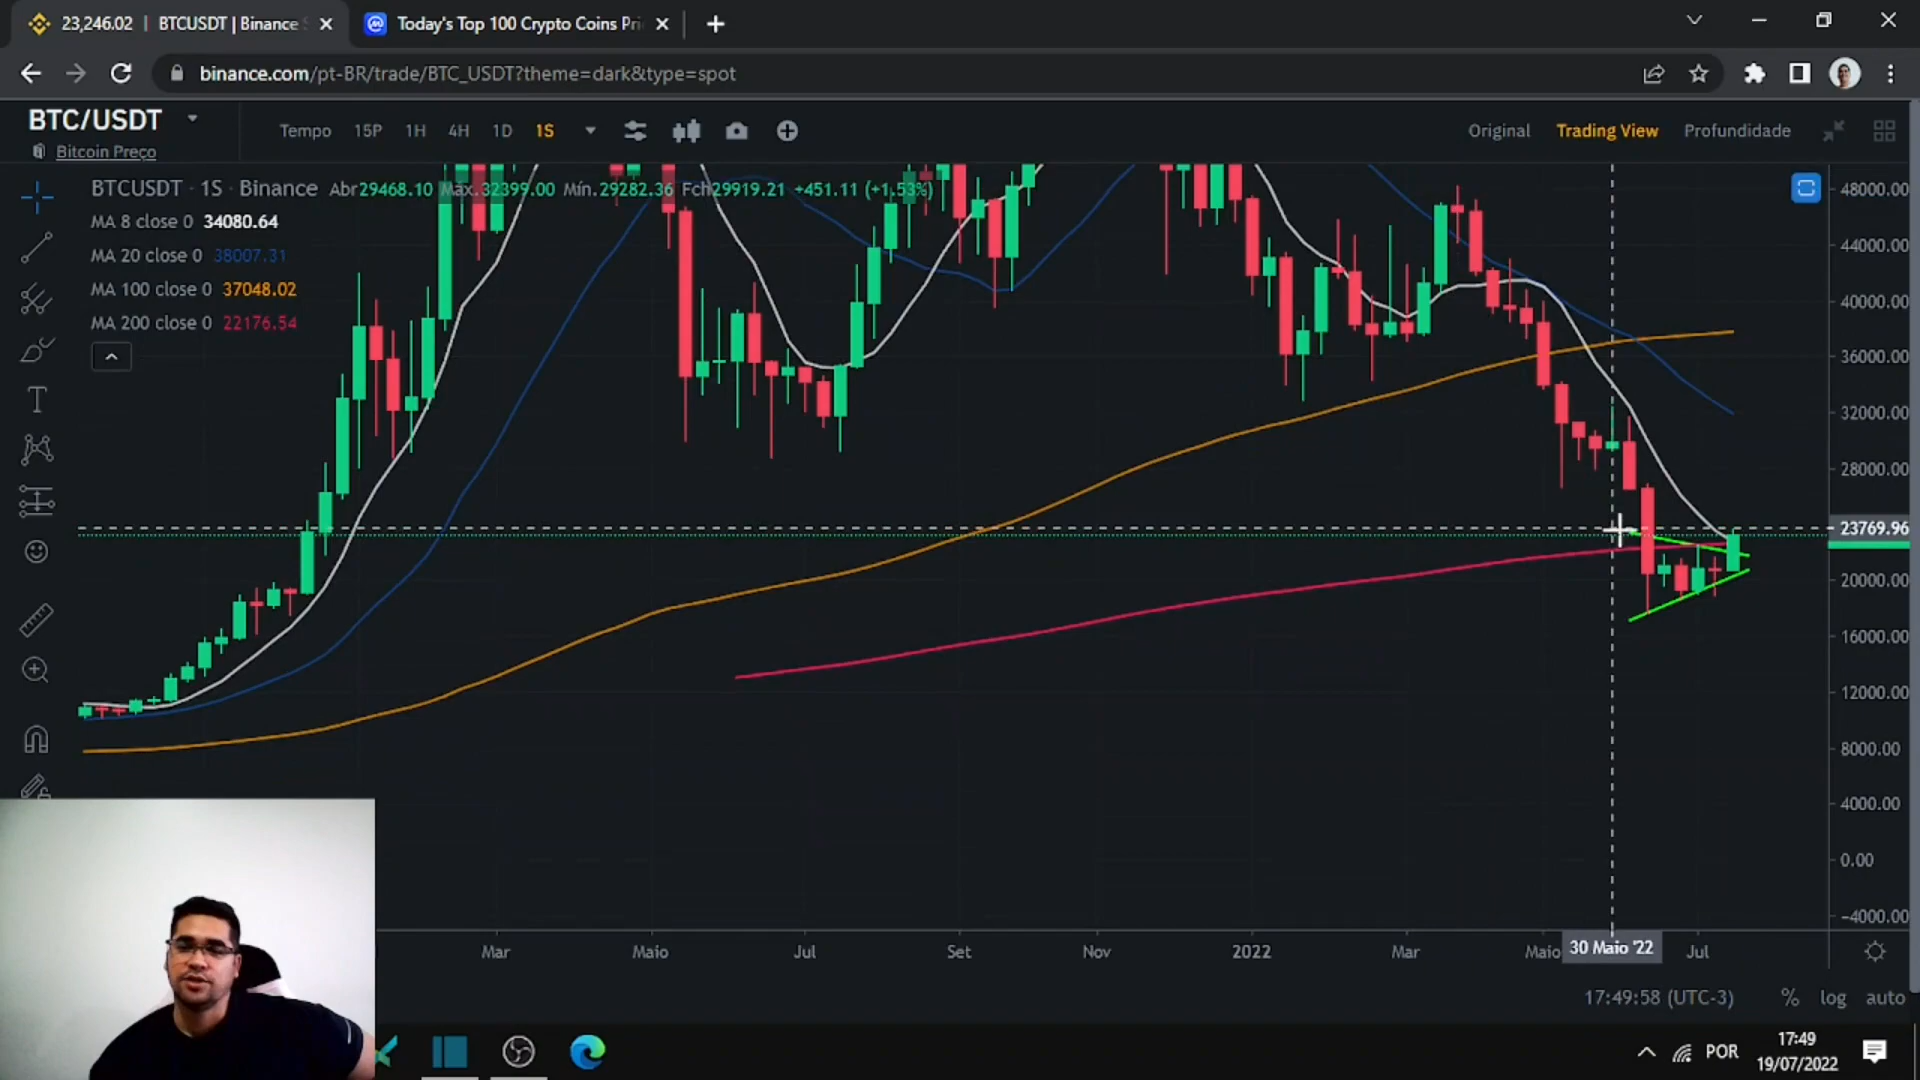 23,246.02 | BTCUSDT | Binance S
Today's Top 100 Crypto Coins Pri
binance.com/pt-BR/trade/BTC_USDT?theme=dark&type=spot
BTC/USDT
Bitcoin Preço
Tempo 15P 1H 4H 1D 1S
Original Trading View Profundidade
BTCUSDT · 1S · Binance Abr29468.10 Máx.32399.00 Mín.29282.36 Fch29919.21 +451.11 (+1.53%)
MA 8 close 0 34080.64
MA 20 close 0 38007.31
MA 100 close 0 37048.02
MA 200 close 0 22176.54
48000.00
44000.00
40000.00
36000.00
32000.00
28000.00
23769.96
20000.00
16000.00
12000.00
8000.00
4000.00
0.00
-4000.00
Mar Maio Jul Set Nov 2022 Mar Maio 30 Maio '22 Jul
17:49:58 (UTC-3) % log auto
POR
17:49
19/07/2022